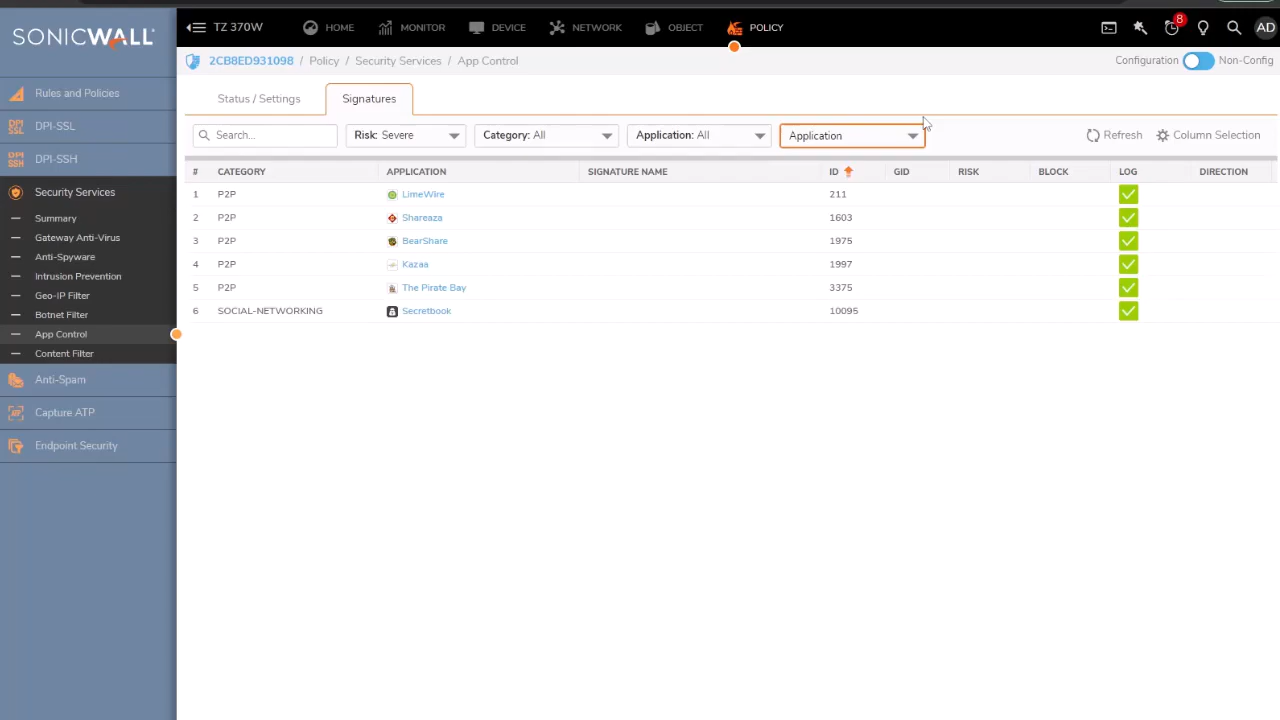 SONICWALL
TZ 370W
HOME
MONITOR
DEVICE
NETWORK
OBJECT
POLICY
8
AD
2CB8ED931098 / Policy / Security Services / App Control
Configuration
Non-Config
Rules and Policies
DPI SSL
DPI-SSL
DPI SSH
DPI-SSH
Security Services
Summary
Gateway Anti-Virus
Anti-Spyware
Intrusion Prevention
Geo-IP Filter
Botnet Filter
App Control
Content Filter
Anti-Spam
Capture ATP
Endpoint Security
Status / Settings
Signatures
Search...
Risk: Severe
Category: All
Application: All
Application
Refresh
Column Selection
# CATEGORY APPLICATION SIGNATURE NAME ID GID RISK BLOCK LOG DIRECTION
1 P2P LimeWire 211
2 P2P Shareaza 1603
3 P2P BearShare 1975
4 P2P Kazaa 1997
5 P2P The Pirate Bay 3375
6 SOCIAL-NETWORKING Secretbook 10095